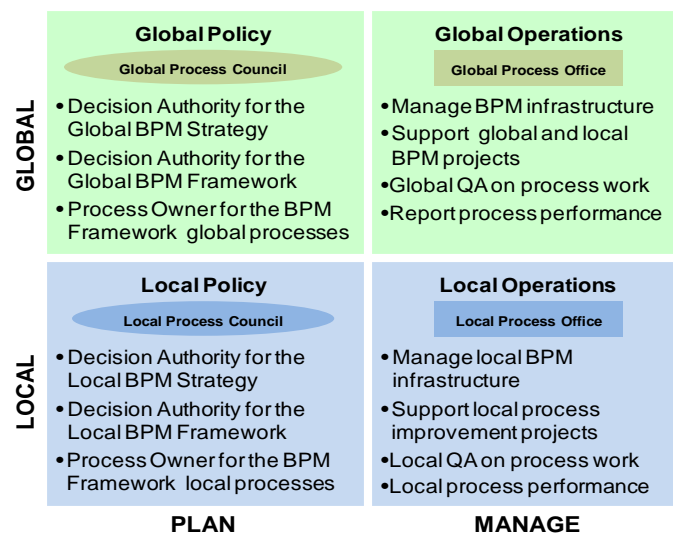 GLOBAL
Global Policy
Global Process Council
•Decision Authority for the
Global BPM Strategy
•Decision Authority for the
Global BPM Framework
•Process Owner for the BPM
Framework global processes
Global Operations
Global Process Office
•Manage BPM infrastructure
•Support global and local
BPM projects
•Global QA on process work
•Report process performance
LOCAL
Local Policy
Local Process Council
•Decision Authority for the
Local BPM Strategy
•Decision Authority for the
Local BPM Framework
•Process Owner for the BPM
Framework local processes
Local Operations
Local Process Office
•Manage local BPM
infrastructure
•Support local process
improvement projects
•Local QA on process work
•Local process performance
PLAN
MANAGE